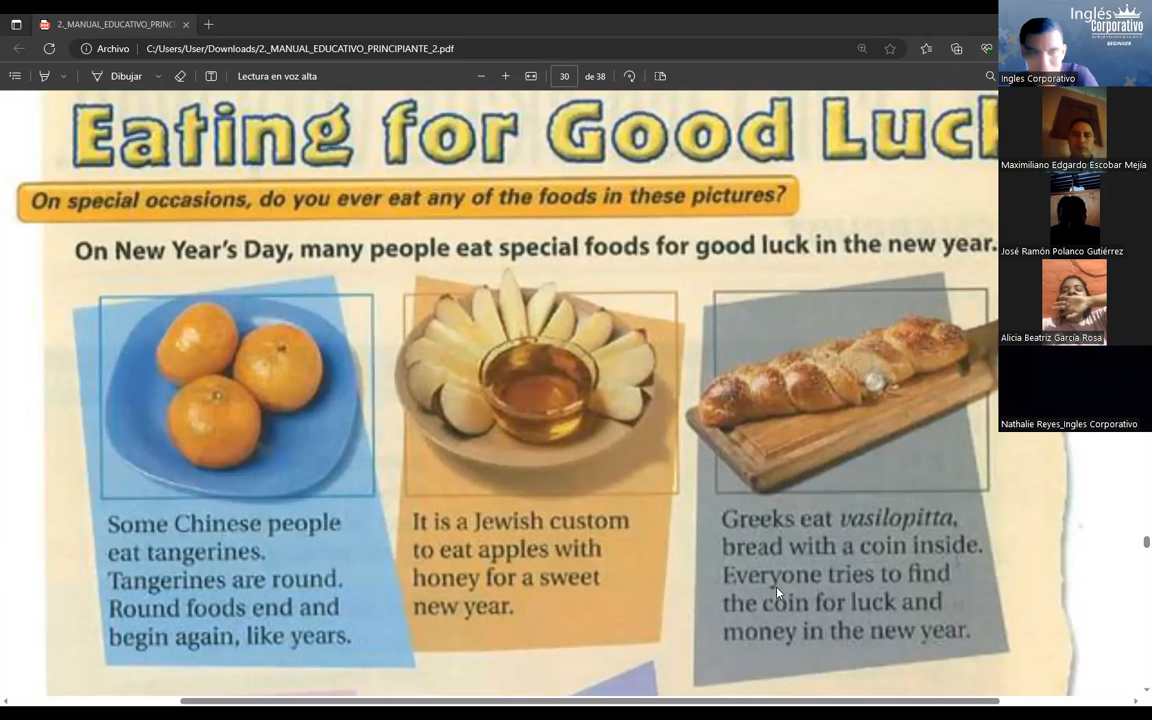 2._MANUAL_EDUCATIVO_PRINCI
Archivo
C:/Users/User/Downloads/2._MANUAL_EDUCATIVO_PRINCIPIANTE_2.pdf
Dibujar
Lectura en voz alta
30
de 38
Eating for Good Luck
On special occasions, do you ever eat any of the foods in these pictures?
On New Year's Day, many people eat special foods for good luck in the new year.
Some Chinese people
eat tangerines.
Tangerines are round.
Round foods end and
begin again, like years.
It is a Jewish custom
to eat apples with
honey for a sweet
new year.
Greeks eat vasilopitta,
bread with a coin inside.
Everyone tries to find
the coin for luck and
money in the new year.
Inglés
Corporativo
BEGINNER
Ingles Corporativo
Maximiliano Edgardo Escobar Mejía
José Ramón Polanco Gutiérrez
Alicia Beatriz García Rosa
Nathalie Reyes_Ingles Corporativo